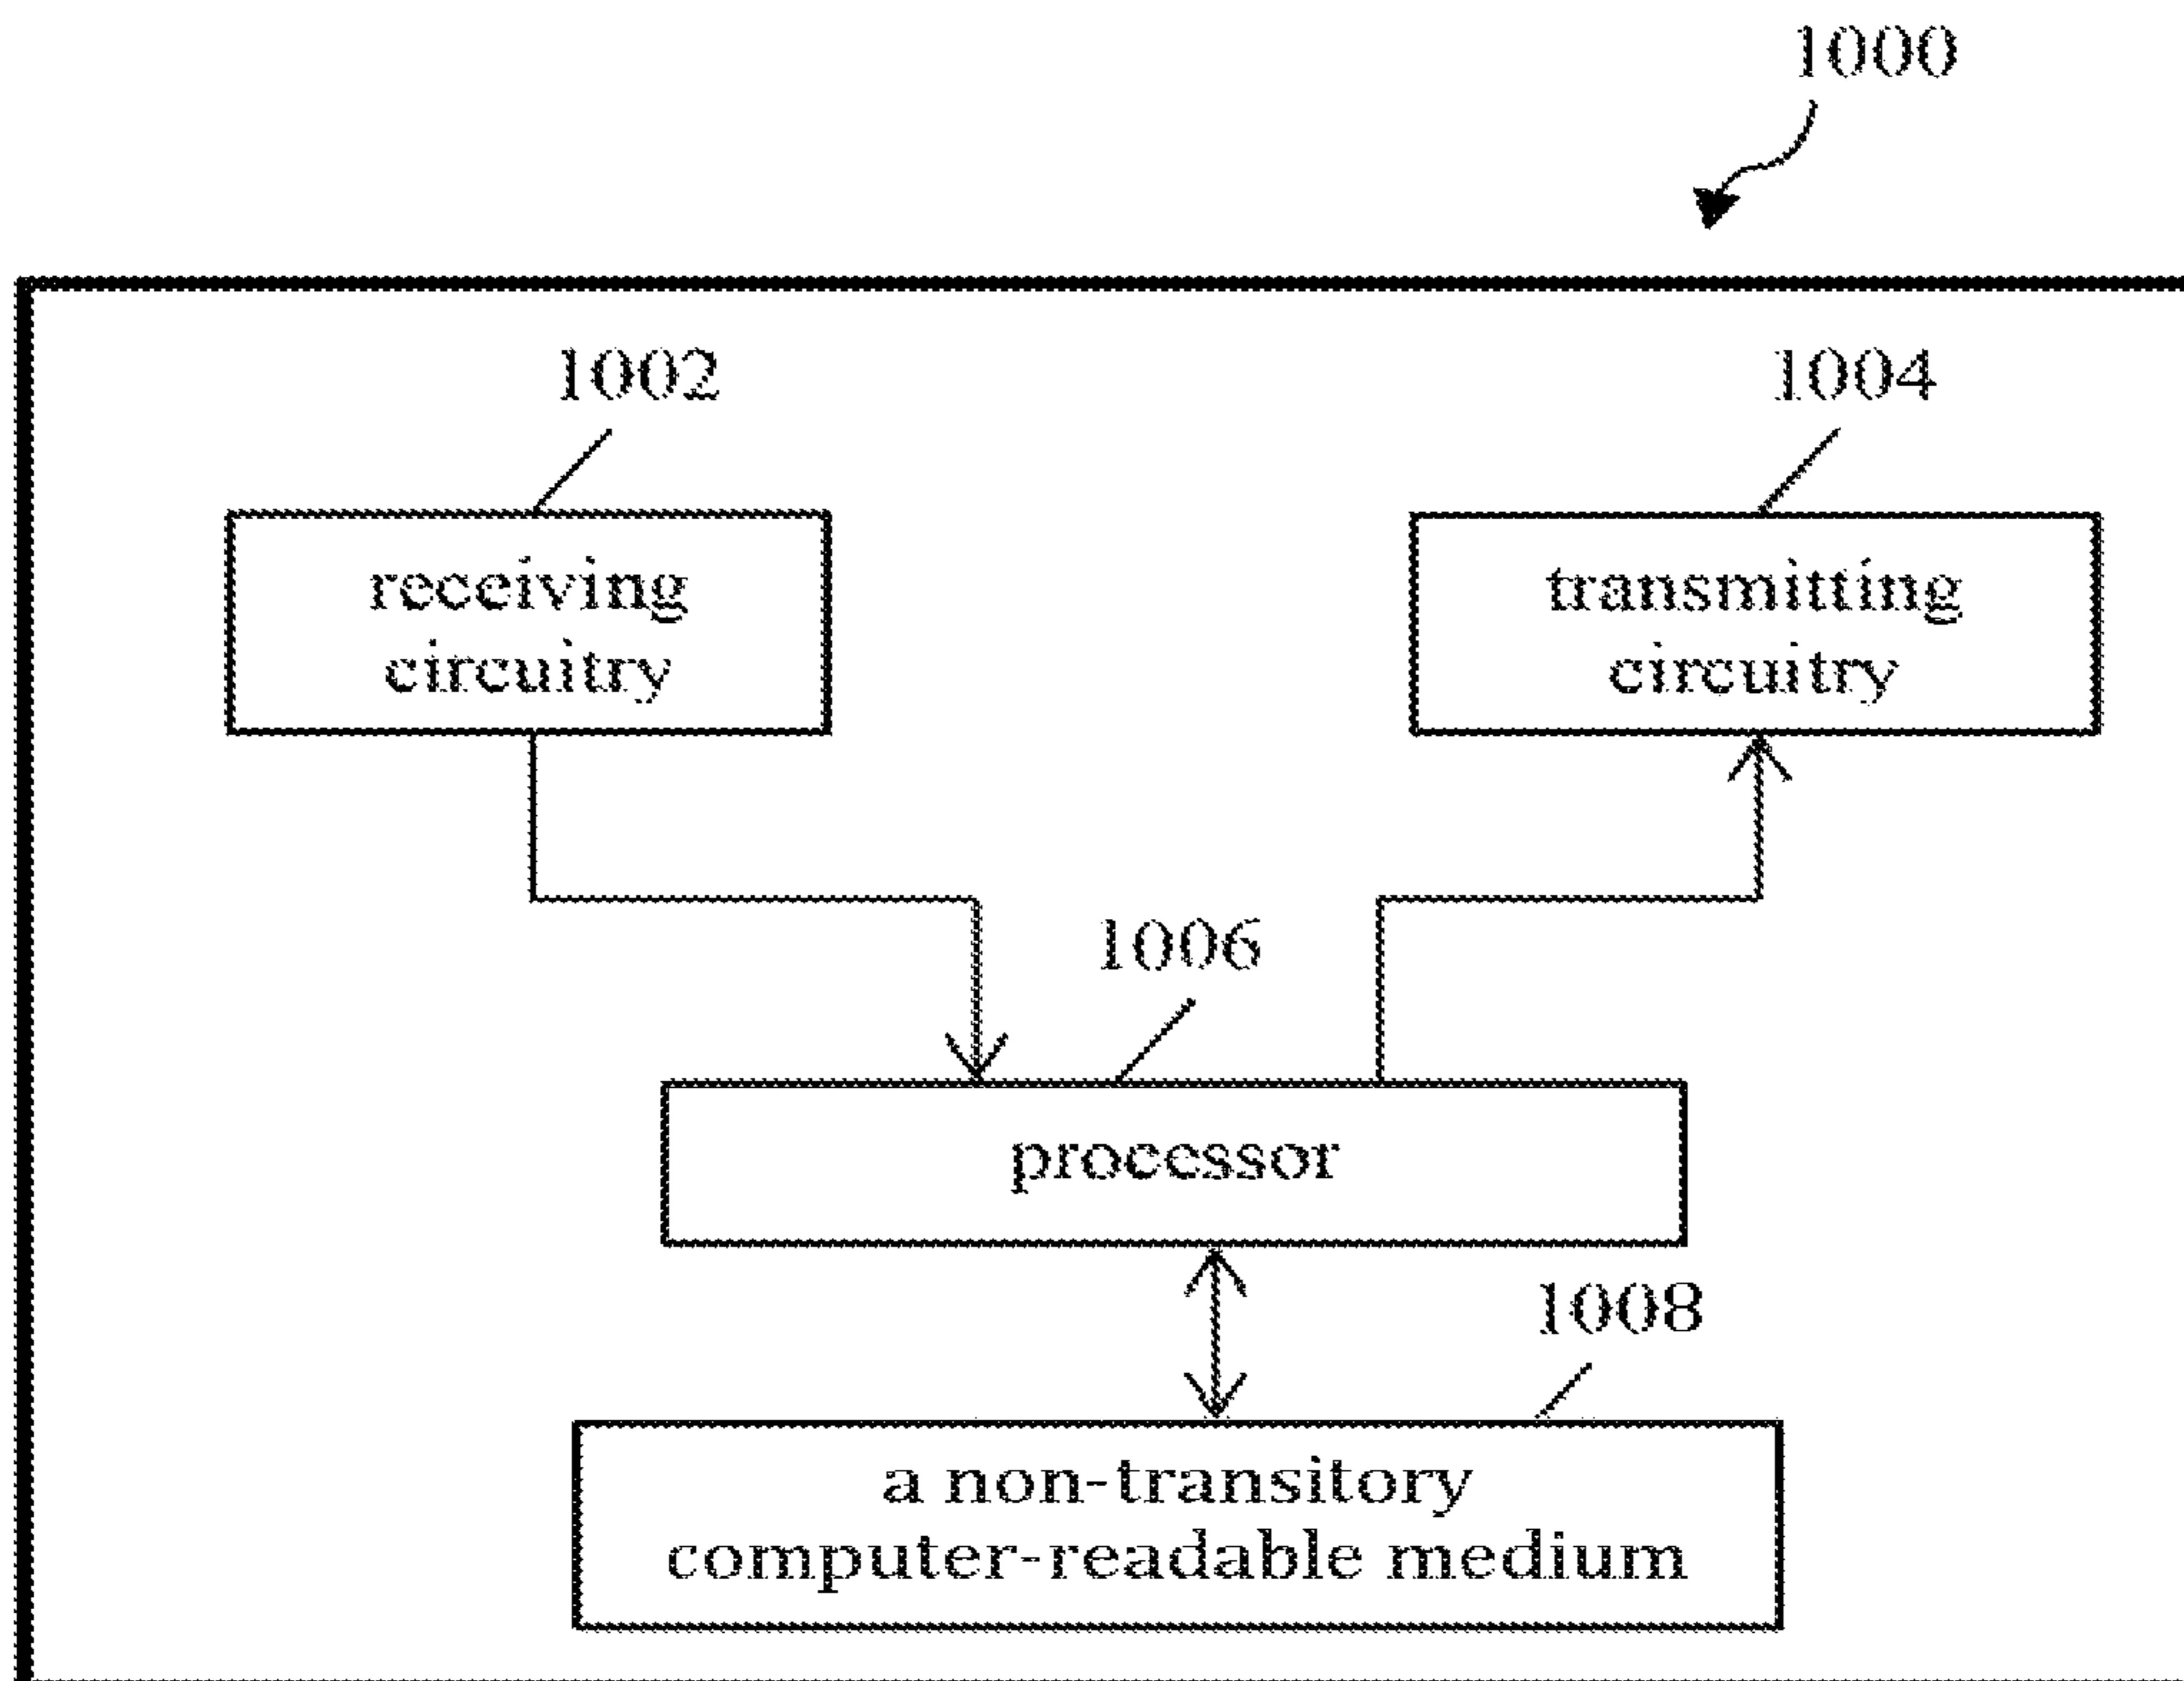 1000
1002
1004
receiving
circuitry
transmitting
circuitry
1006
processor
1008
a non-transitory
computer-readable medium